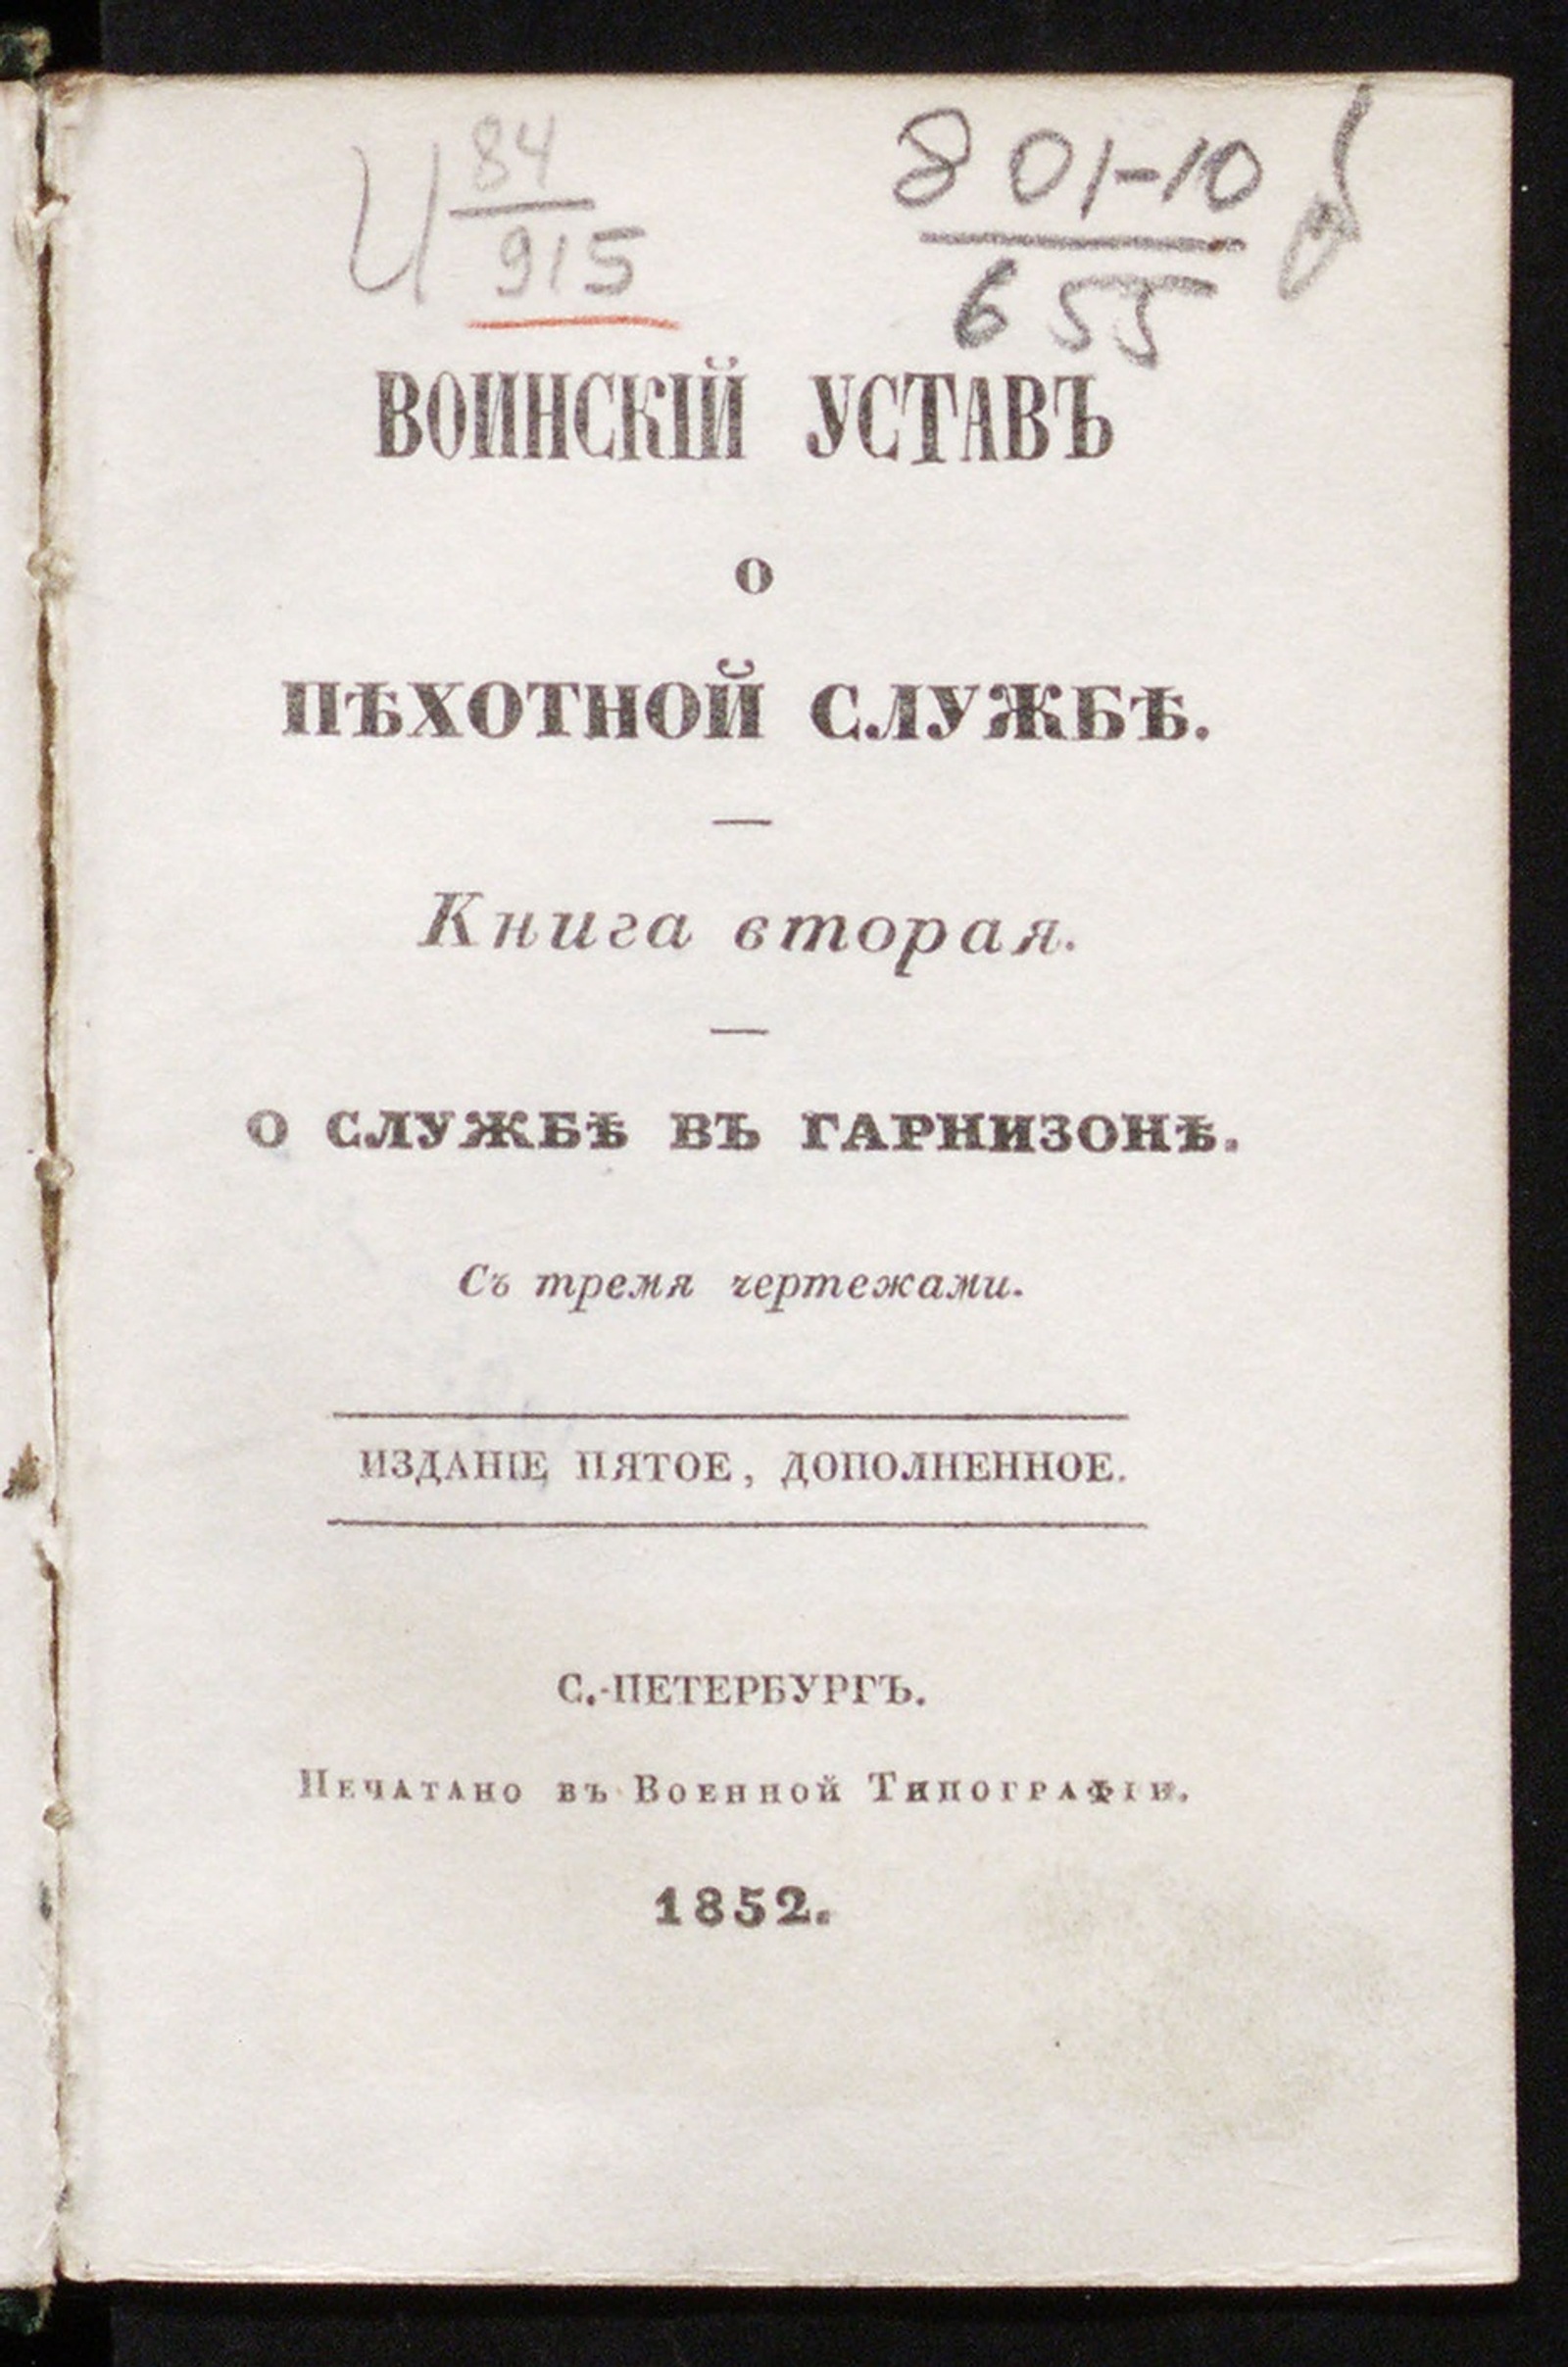 И 84
915
801-10
655
ВОИНСКІЙ УСТАВЪ
О
ПѢХОТНОЙ СЛУЖБѢ.
Книга вторая.
О СЛУЖБѢ ВЪ ГАРНИЗОНѢ.
Съ тремя чертежами.
ИЗДАНІЕ ПЯТОЕ, ДОПОЛНЕННОЕ.
С.-ПЕТЕРБУРГЪ.
Печатано въ Военной Типографіи.
1852.